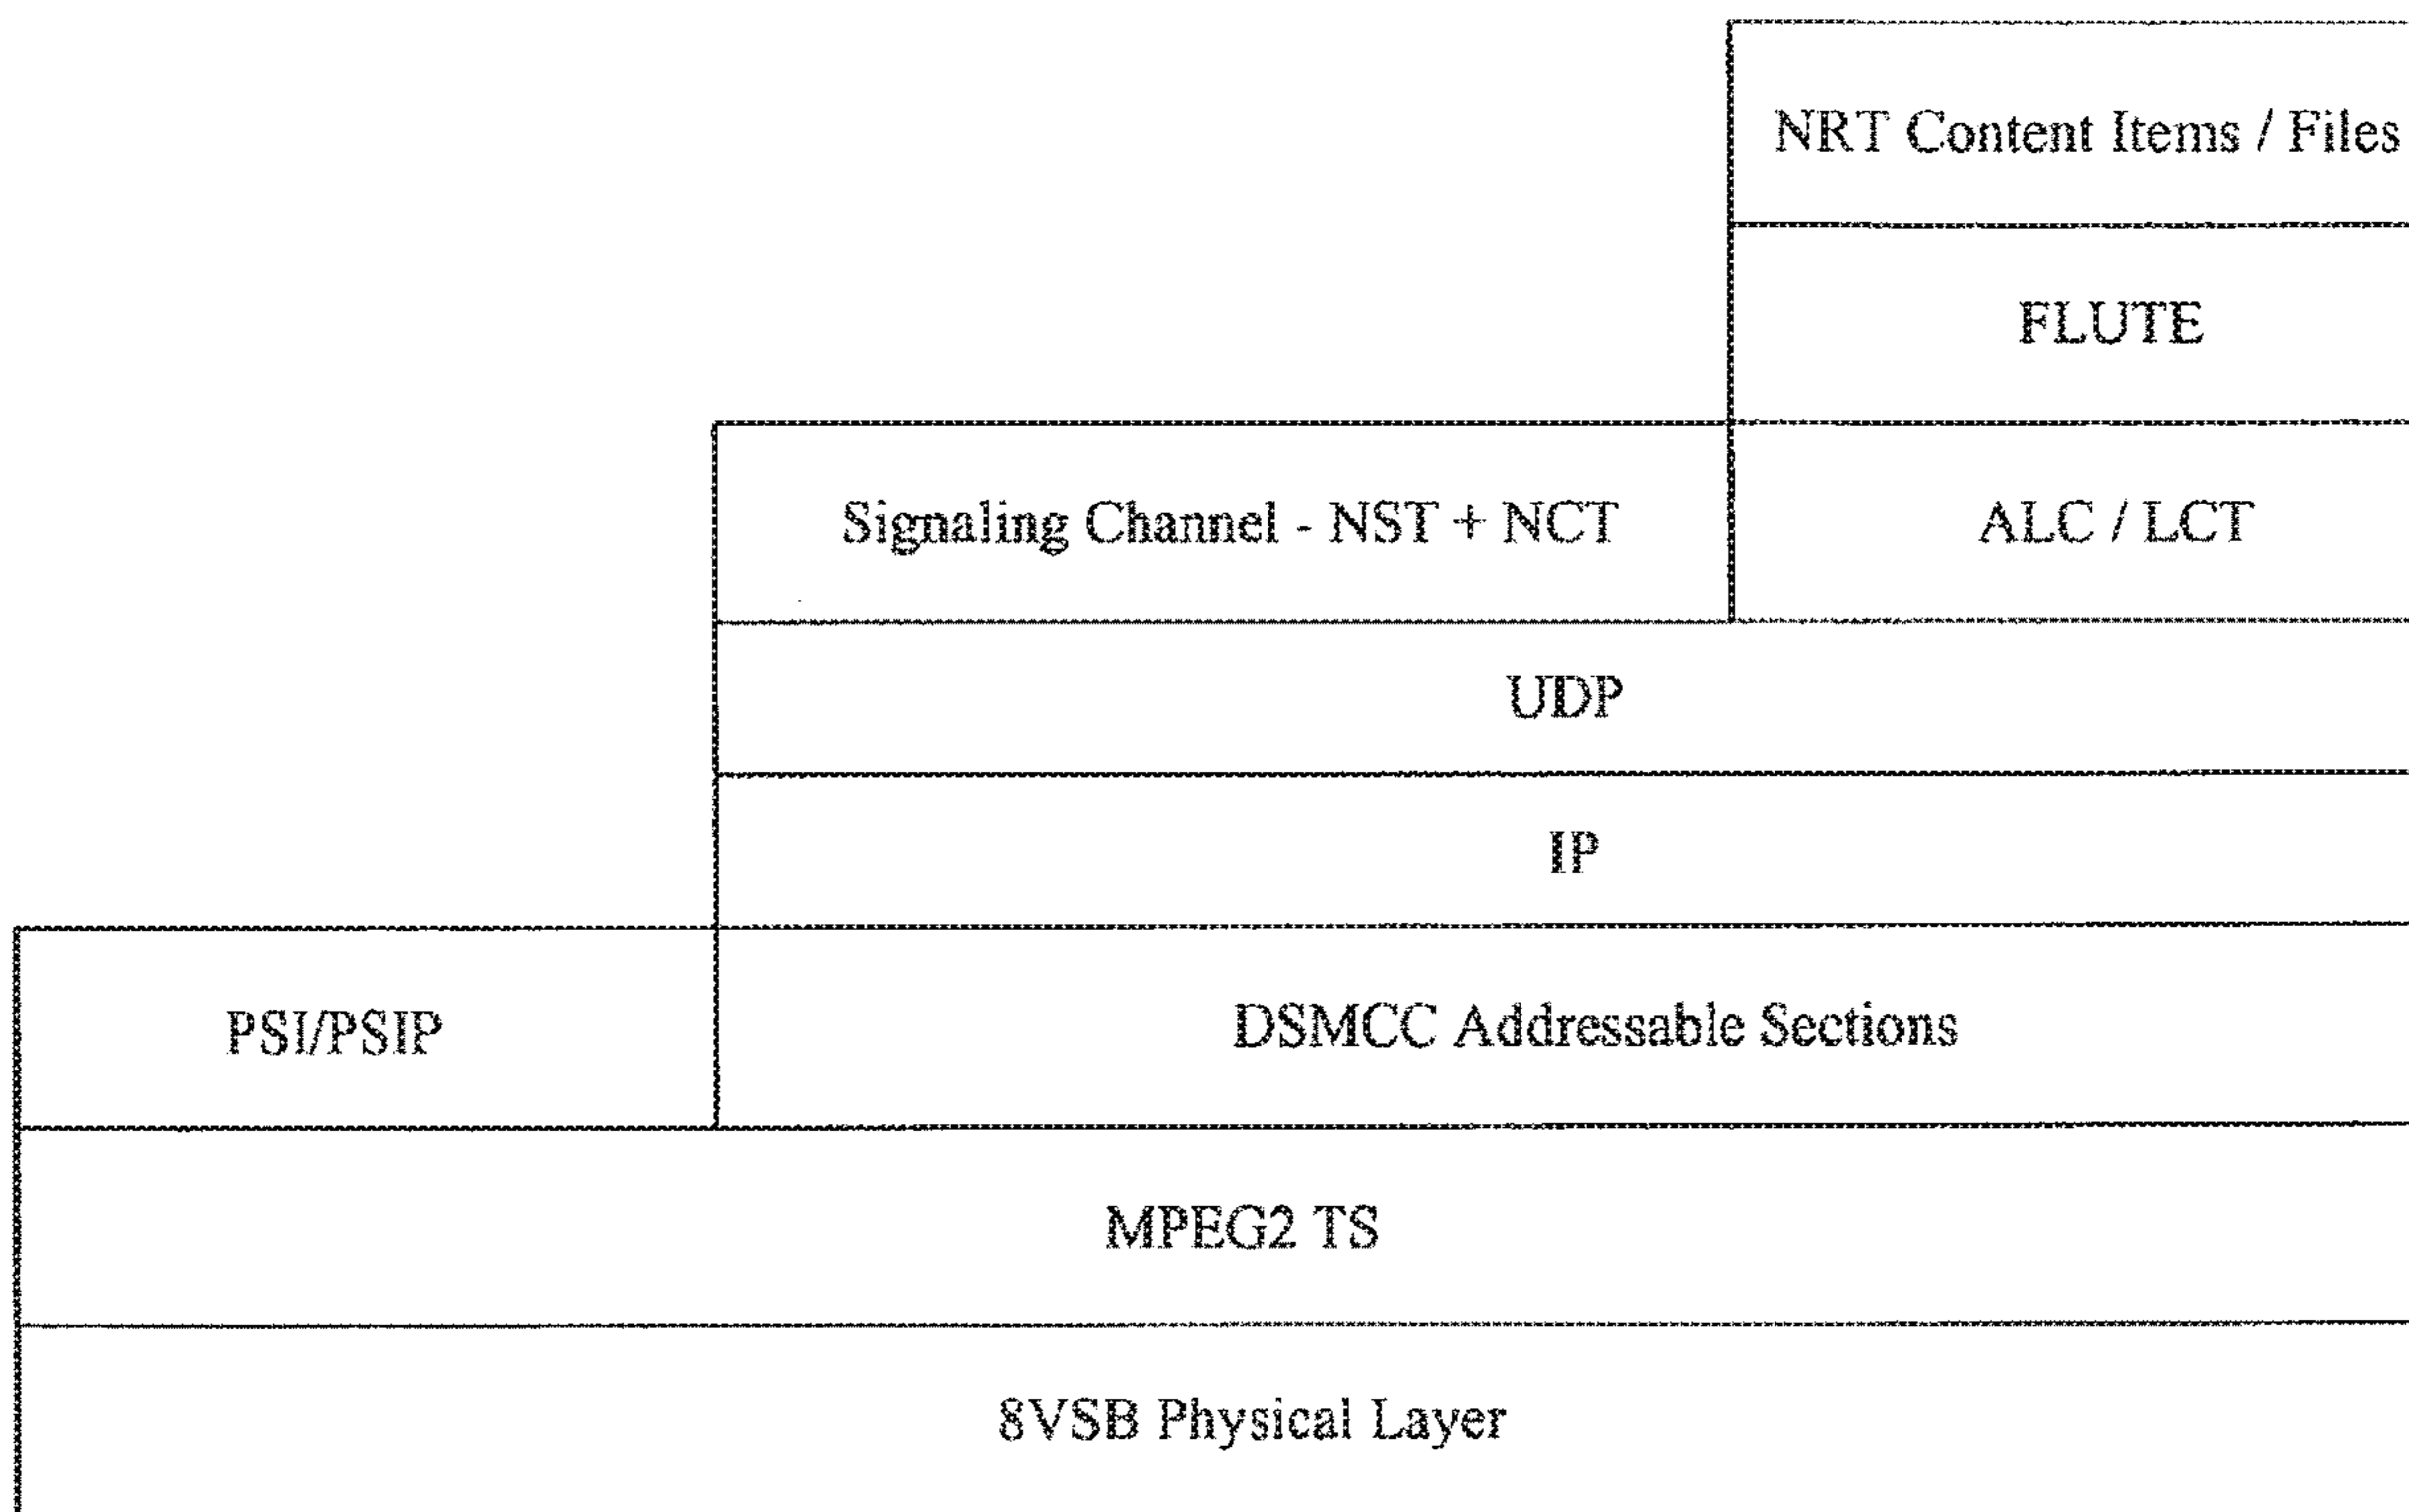 NRT Content Items / Files
FLUTE
Signaling Channel - NST + NCT
ALC / LCT
UDP
IP
PSI/PSIP
DSMCC Addressable Sections
MPEG2 TS
8VSB Physical Layer